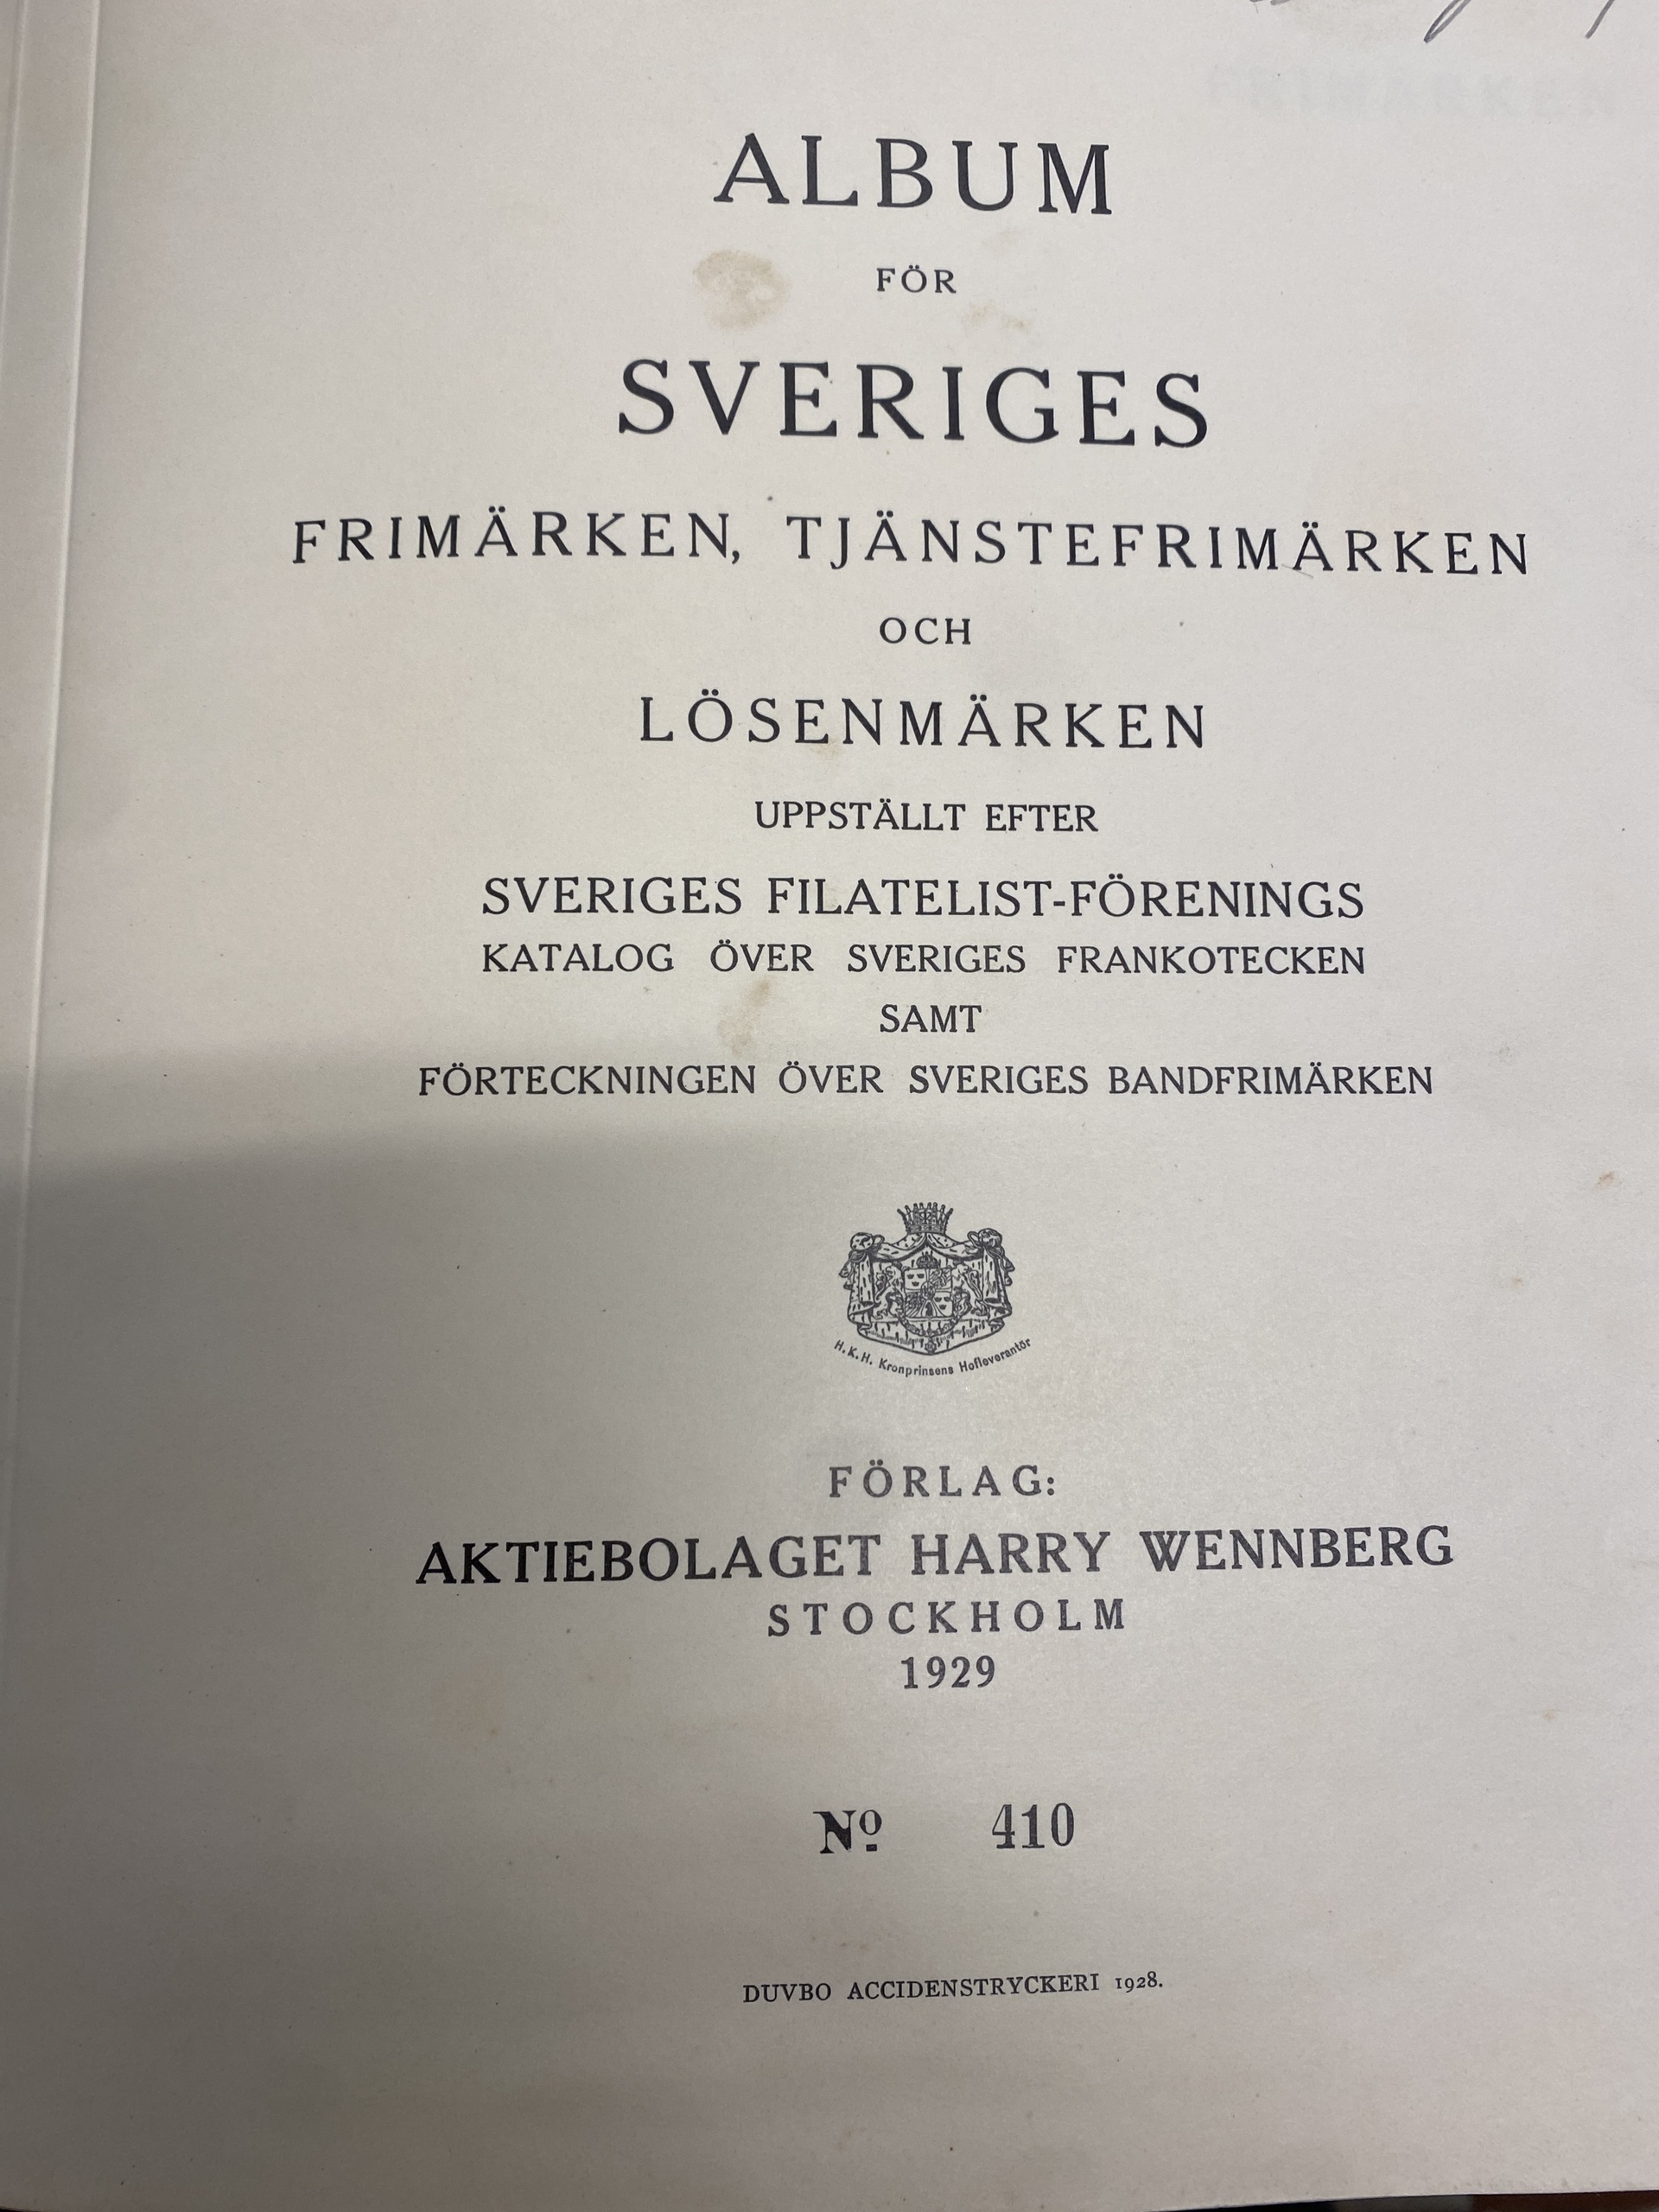 ALBUM
FÖR
SVERIGES
FRIMÄRKEN, TJÄNSTEFRIMÄRKEN
OCH
LÖSENMÄRKEN
UPPSTÄLLT EFTER
SVERIGES FILATELIST-FÖRENINGS
KATALOG ÖVER SVERIGES FRANKOTECKEN
SAMT
FÖRTECKNINGEN ÖVER SVERIGES BANDFRIMÄRKEN
H.K.H. Kronprinsens Hofleverantör
FÖRLAG:
AKTIEBOLAGET HARRY WENNBERG
STOCKHOLM
1929
Nº 410
DUVBO ACCIDENSTRYCKERI 1928.